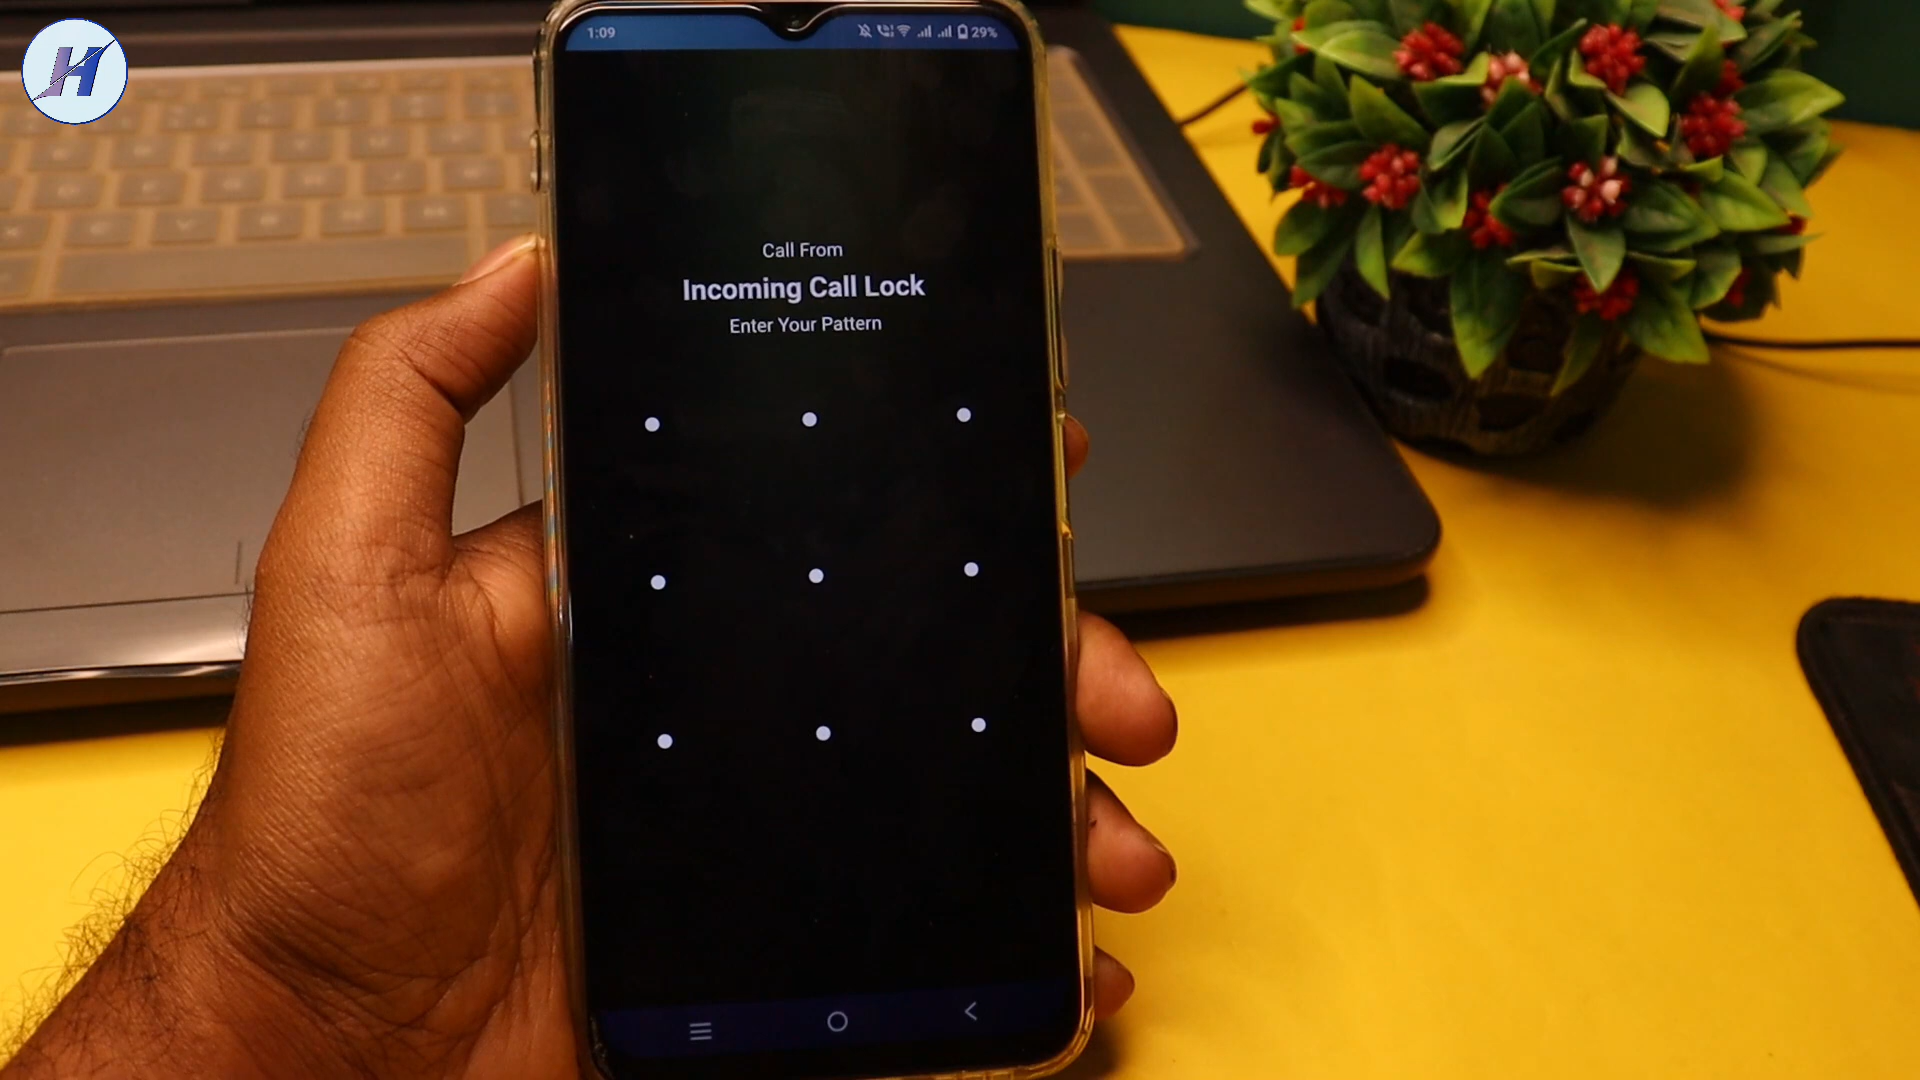 H
1:09 29%
Call From
Incoming Call Lock
Enter Your Pattern